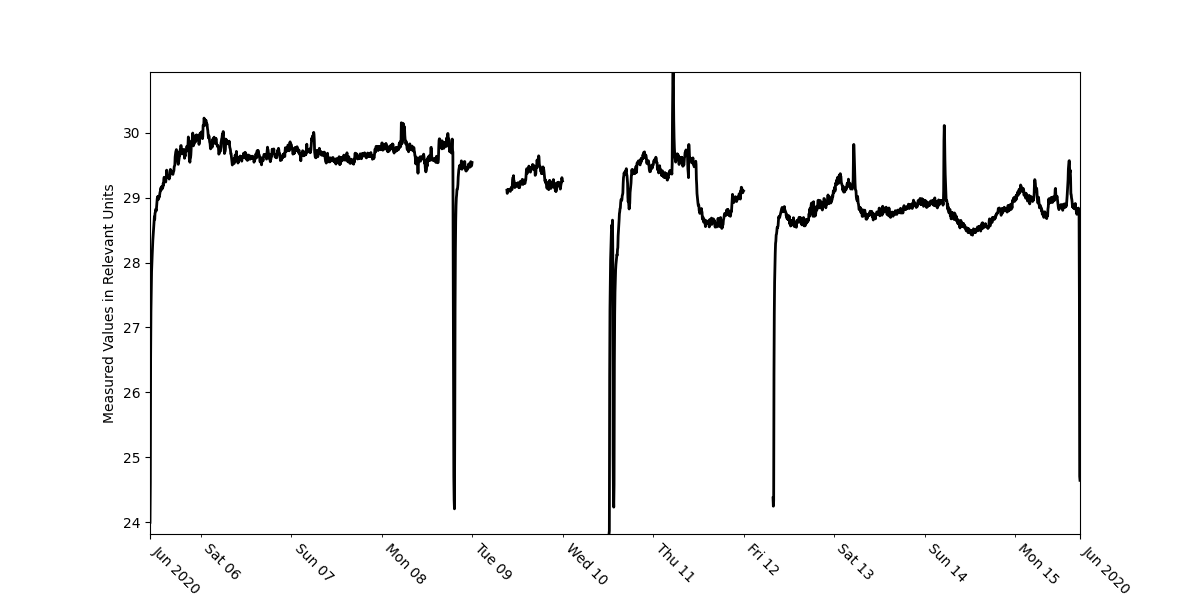 30
29
28
27
26
25
24
Measured Values in Relevant Units
Jun 2020
Sat 06
Sun 07
Mon 08
Tue 09
Wed 10
Thu 11
Fri 12
Sat 13
Sun 14
Mon 15
Jun 2020